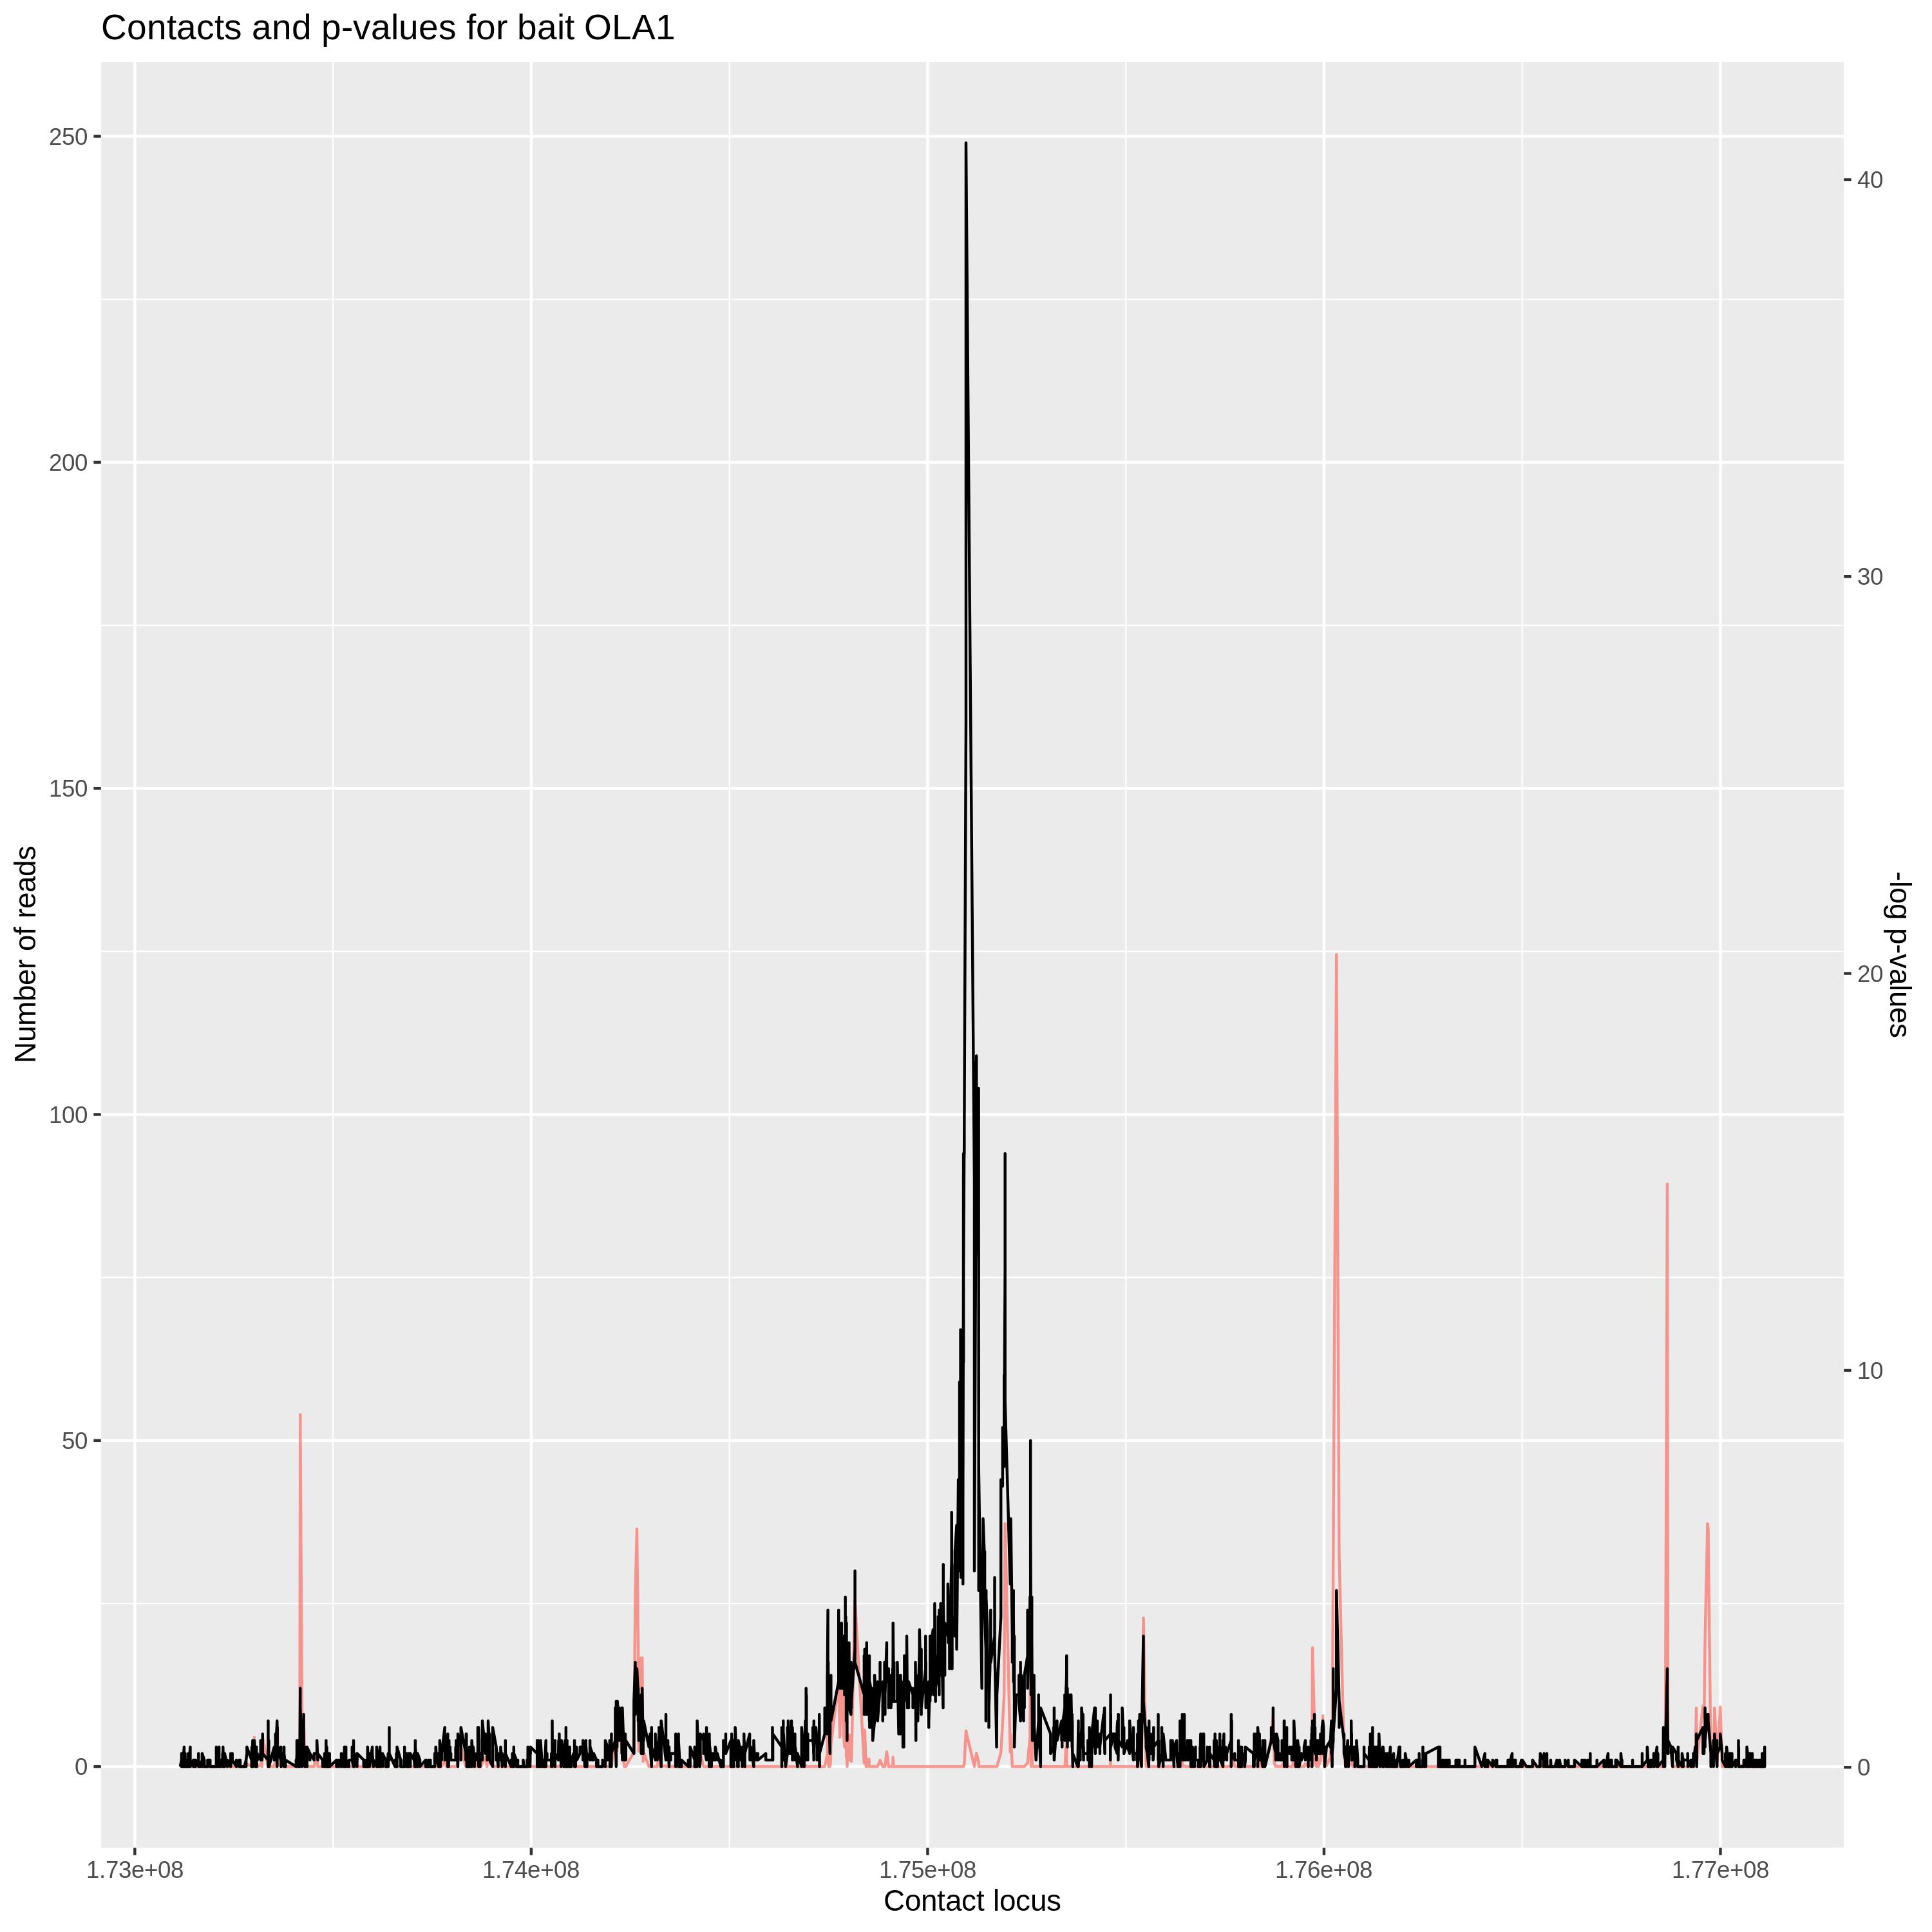 Contacts and p-values for bait OLA1
250
200
150
100
50
0
Number of reads
40
30
20
10
0
-log p-values
1.73e+08
1.74e+08
1.75e+08
1.76e+08
1.77e+08
Contact locus